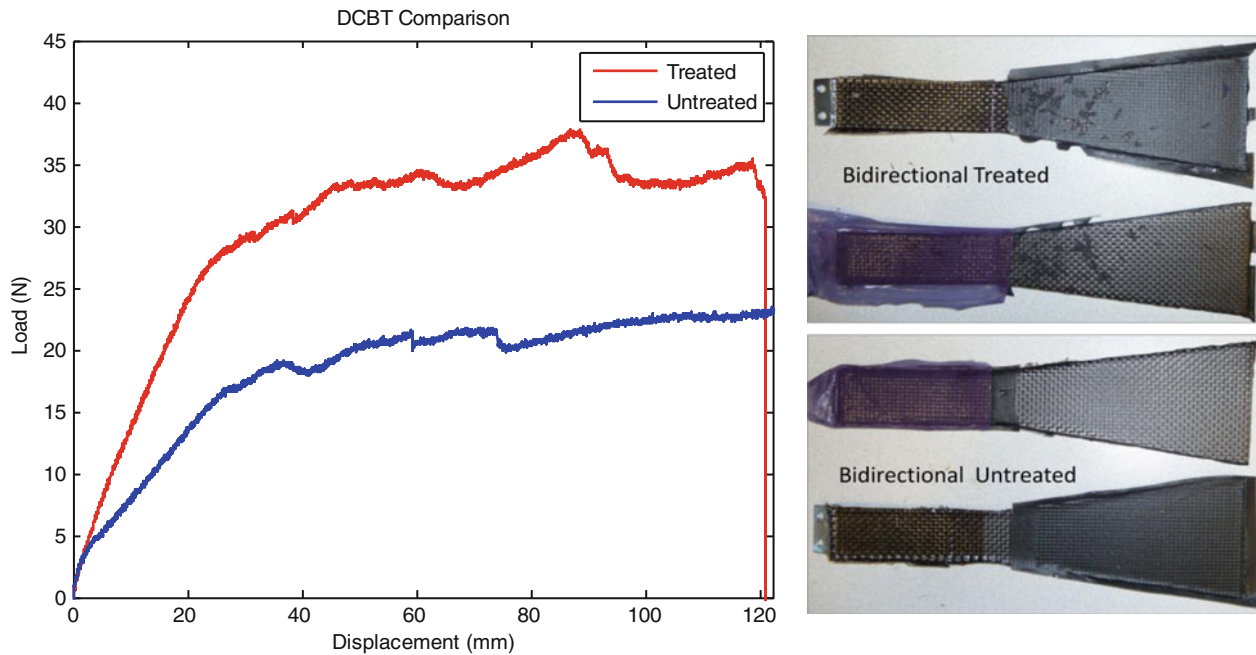 DCBT Comparison
Treated
Untreated
45
40
35
30
25
20
15
10
5
0
Load (N)
0 20 40 60 80 100 120
Displacement (mm)
Bidirectional Treated
Bidirectional Untreated